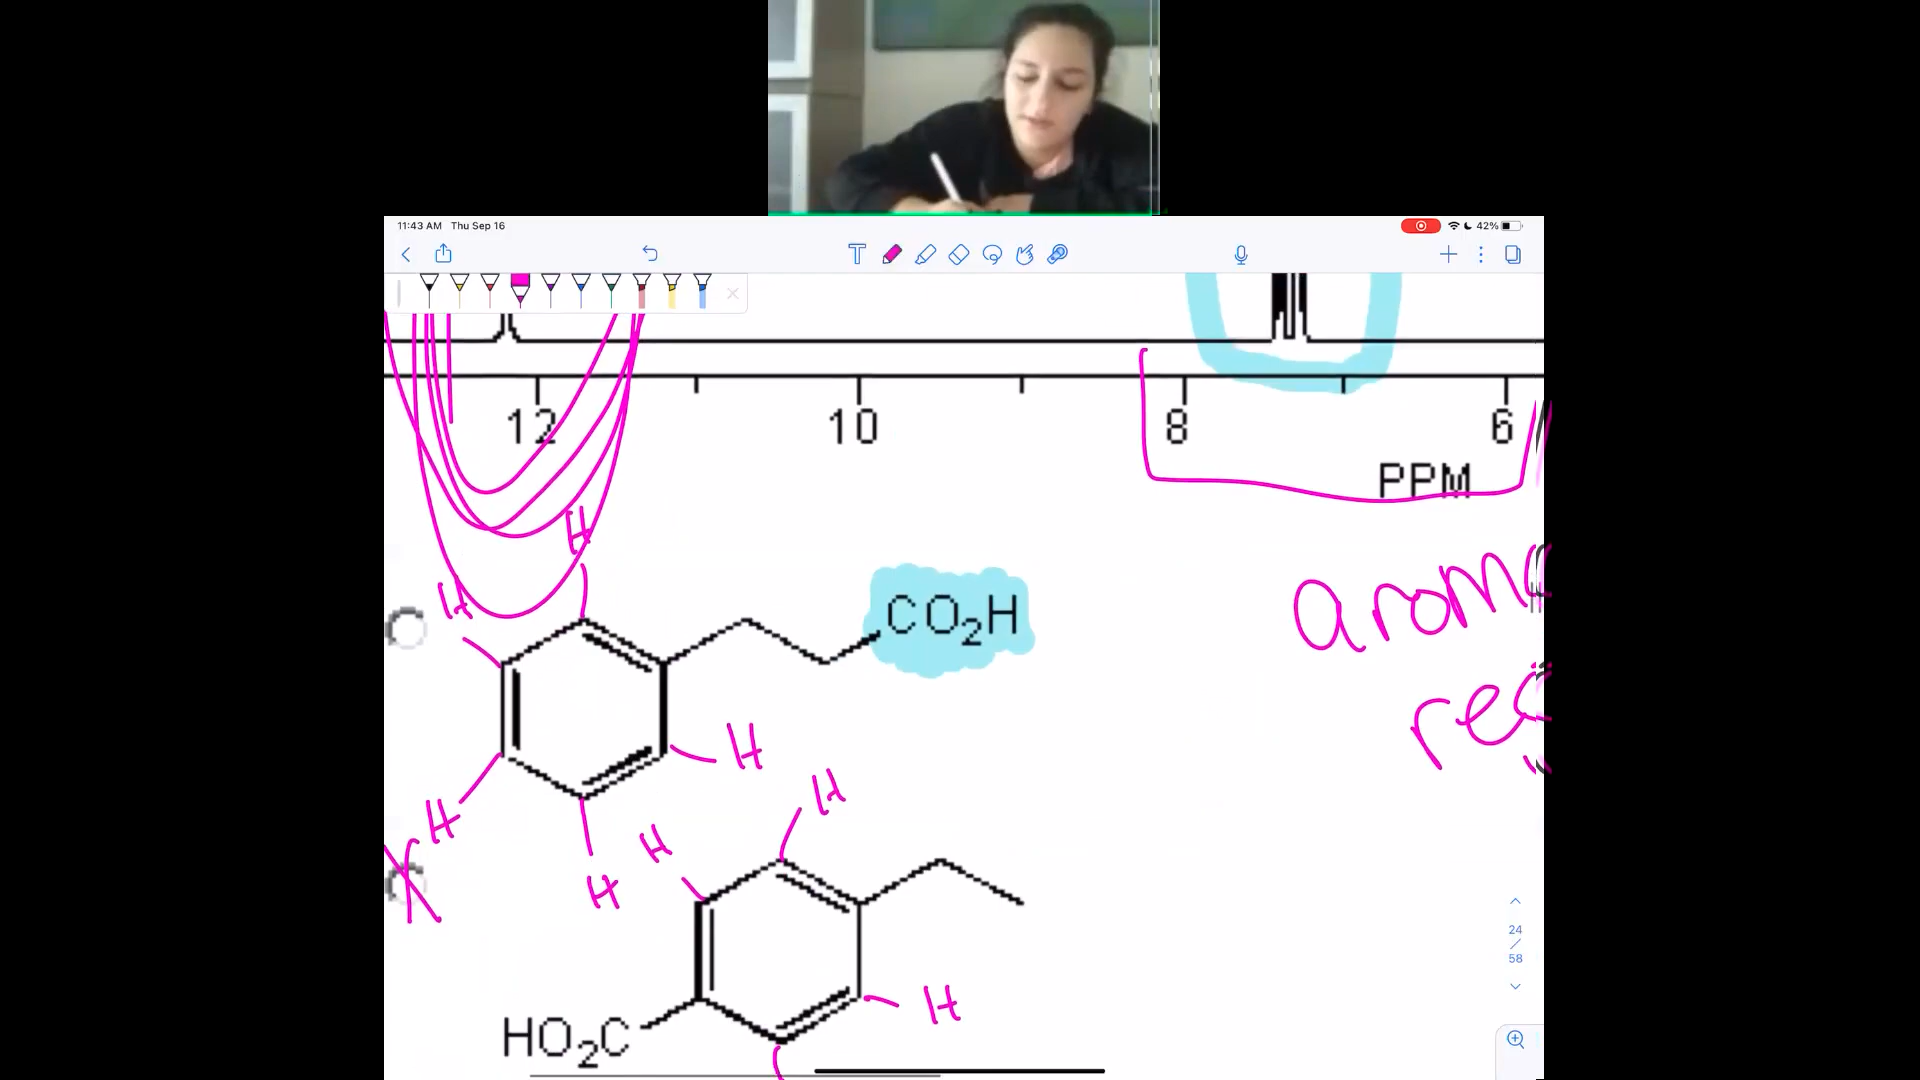 11:43 AM Thu Sep 16
42%
T
12 10 8 6
PPM
H
H
CO₂H
H
H
H
H
H
H
HO₂C
24
/
58